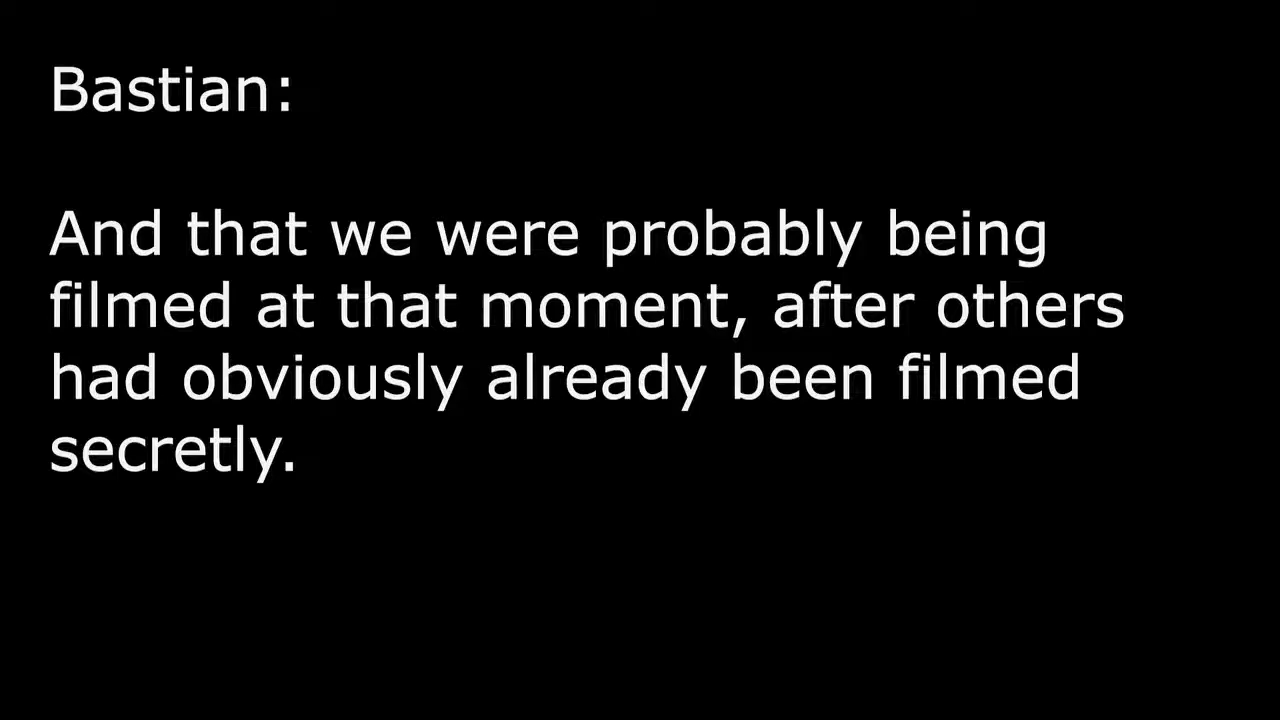 Bastian:
And that we were probably being
filmed at that moment, after others
had obviously already been filmed
secretly.